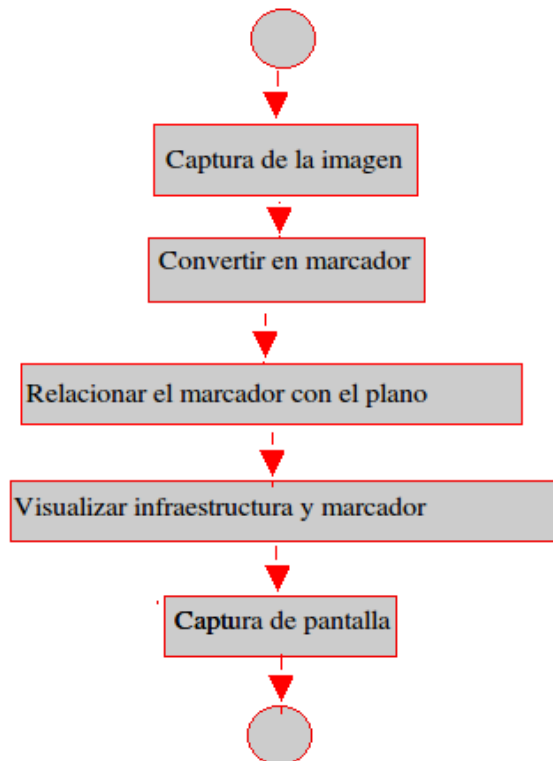 Captura de la imagen
Convertir en marcador
Relacionar el marcador con el plano
Visualizar infraestructura y marcador
Captura de pantalla